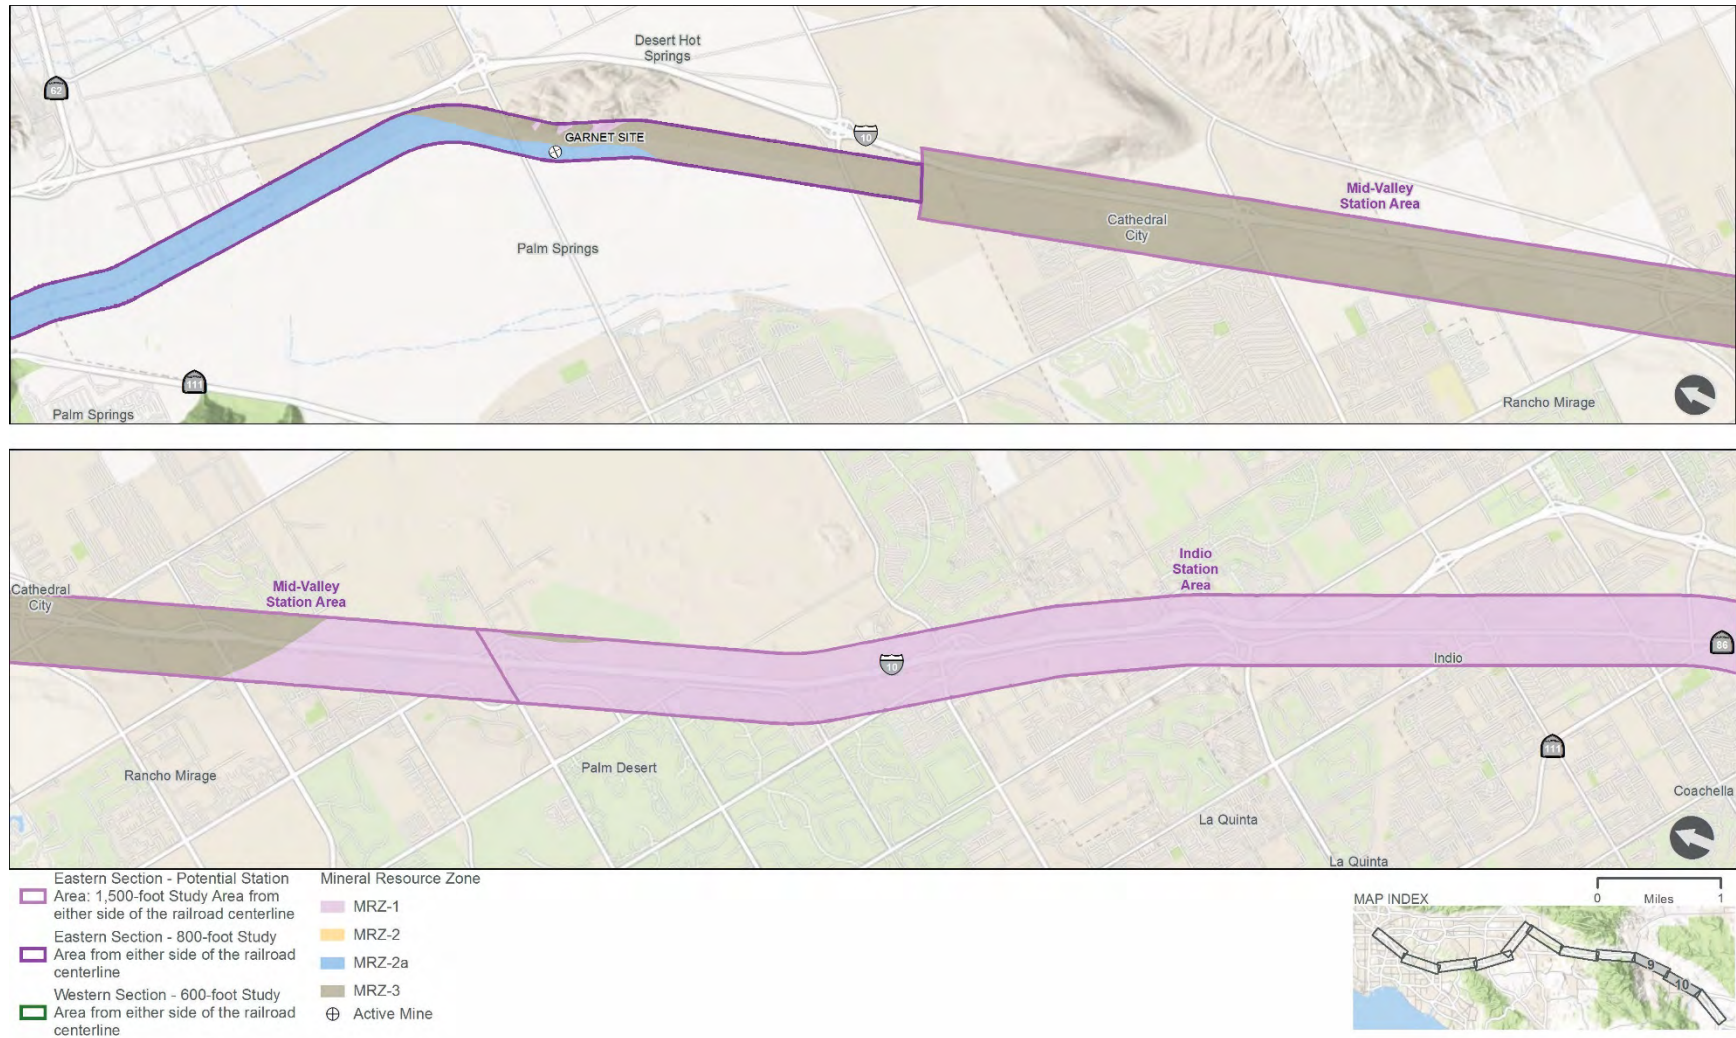 Desert Hot
Springs
62
GARNET SITE
10
Mid-Valley
Station Area
Cathedral
City
Palm Springs
111
Palm Springs
Rancho Mirage
Indio
Station
Area
Cathedral
City
Mid-Valley
Station Area
86
10
Indio
111
Rancho Mirage
Palm Desert
Coachella
La Quinta
La Quinta
Eastern Section - Potential Station
Area: 1,500-foot Study Area from
either side of the railroad centerline
Eastern Section - 800-foot Study
Area from either side of the railroad
centerline
Western Section - 600-foot Study
Area from either side of the railroad
centerline
Mineral Resource Zone
MRZ-1
MRZ-2
MRZ-2a
MRZ-3
Active Mine
MAP INDEX
0 Miles 1
9
10